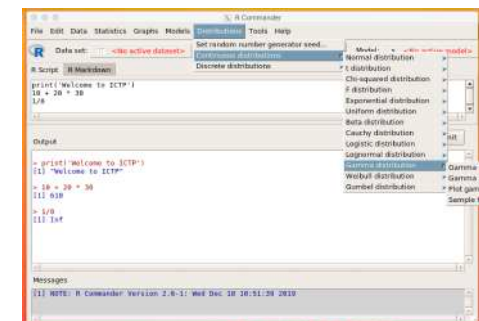 R Commander
File Edit Data Statistics Graphs Models Distributions Tools Help
Set random number generator seed...
Continuous distributions
Discrete distributions
Data set: <No active dataset>
Model:
Normal distribution
t distribution
Chi-squared distribution
F distribution
Exponential distribution
Uniform distribution
Beta distribution
Cauchy distribution
Logistic distribution
Lognormal distribution
Gamma distribution
Weibull distribution
Gumbel distribution
Gamma
Gamma
Plot gam
Sample f
R Script R Markdown
print('Welcome to ICTP')
10 + 20 * 30
1/0
Output
> print('Welcome to ICTP')
[1] "Welcome to ICTP"
> 10 + 20 * 30
[1] 610
> 1/0
[1] Inf
Messages
[1] NOTE: R Commander Version 2.6-1: Wed Dec 18 10:51:39 2019